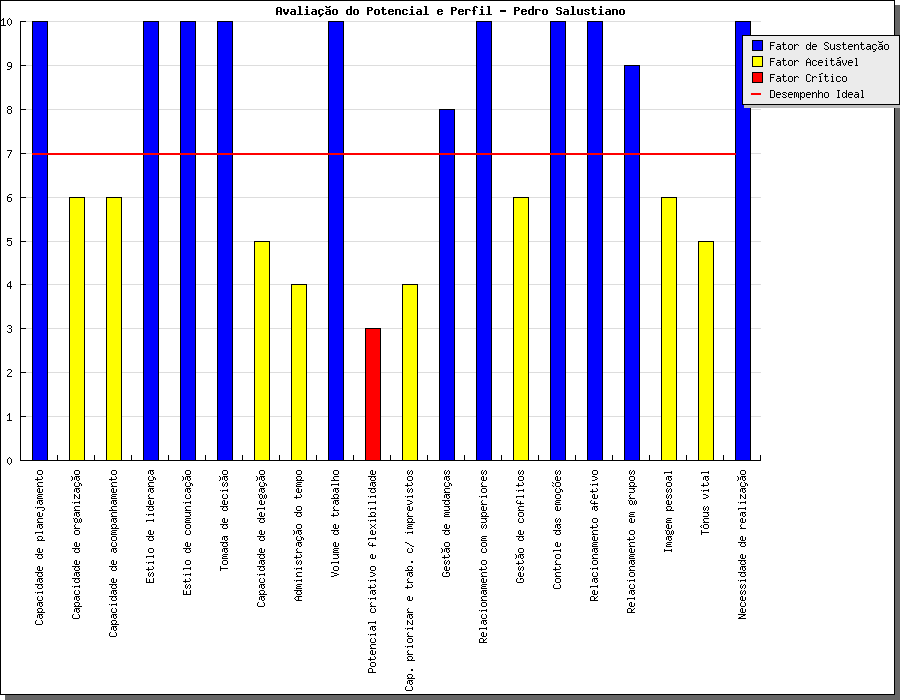 Avaliação do Potencial e Perfil - Pedro Salustiano
10
9
8
7
6
5
4
3
2
1
0
Fator de Sustentação
Fator Aceitável
Fator Crítico
Desempenho Ideal
Capacidade de planejamento
Capacidade de organização
Capacidade de acompanhamento
Estilo de liderança
Estilo de comunicação
Tomada de decisão
Capacidade de delegação
Administração do tempo
Volume de trabalho
Potencial criativo e flexibilidade
Cap. priorizar e trab. c/ imprevistos
Gestão de mudanças
Relacionamento com superiores
Gestão de conflitos
Controle das emoções
Relacionamento afetivo
Relacionamento em grupos
Imagem pessoal
Tônus vital
Necessidade de realização